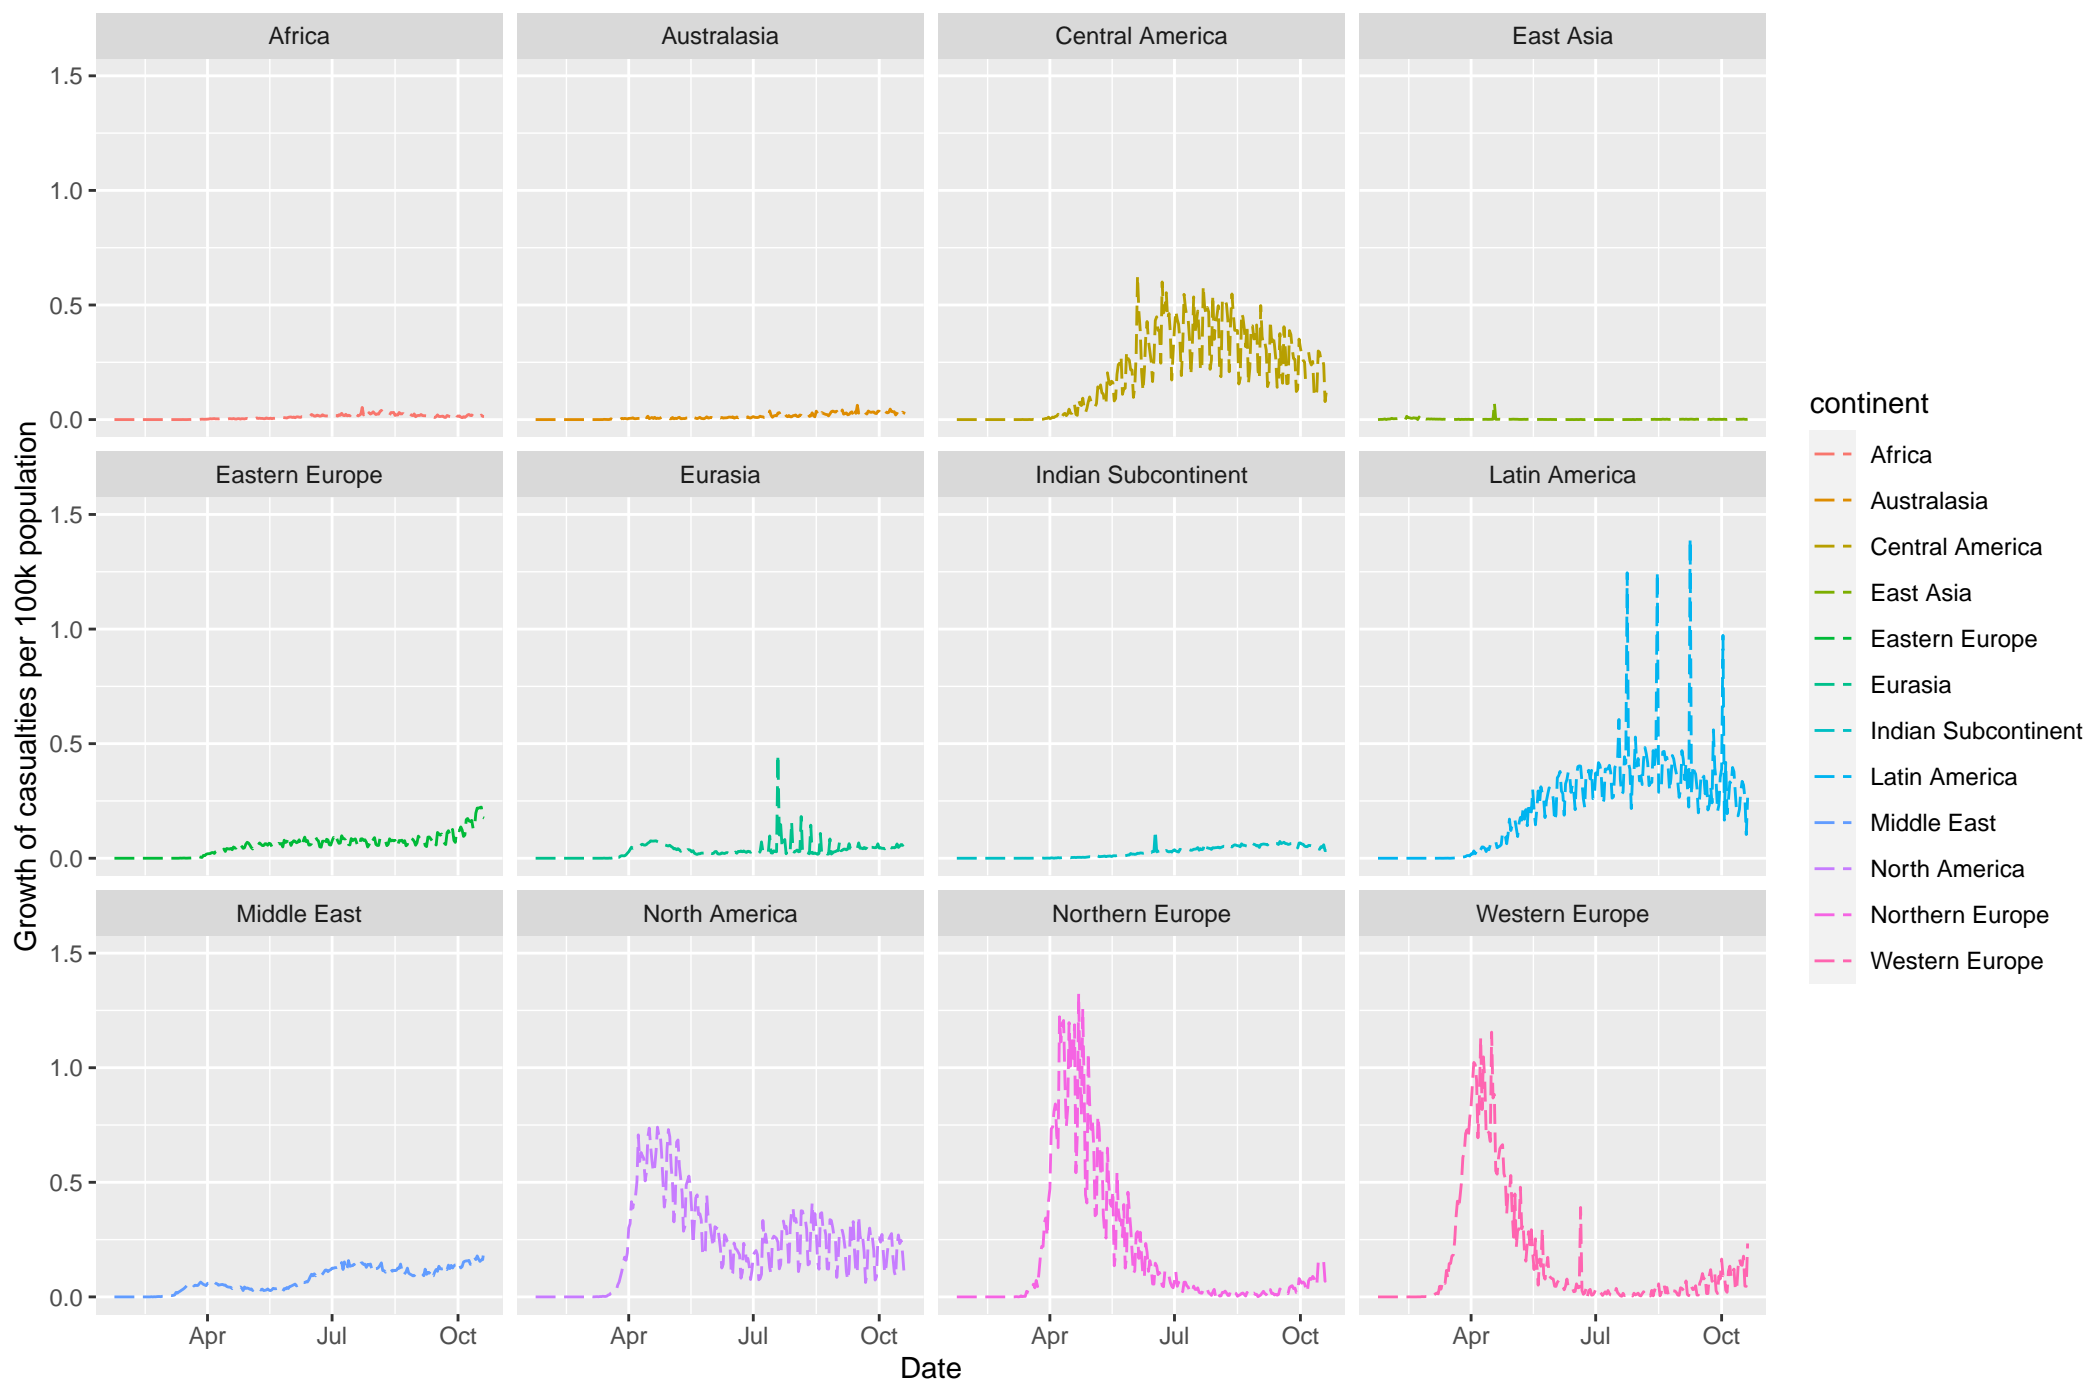 Africa Australasia Central America East Asia
1.5
1.0
0.5
0.0
Eastern Europe Eurasia Indian Subcontinent Latin America
1.5
1.0
0.5
0.0
Middle East North America Northern Europe Western Europe
1.5
1.0
0.5
0.0
Apr Jul Oct Apr Jul Oct Apr Jul Oct Apr Jul Oct
Date
Growth of casualties per 100k population
continent
Africa
Australasia
Central America
East Asia
Eastern Europe
Eurasia
Indian Subcontinent
Latin America
Middle East
North America
Northern Europe
Western Europe